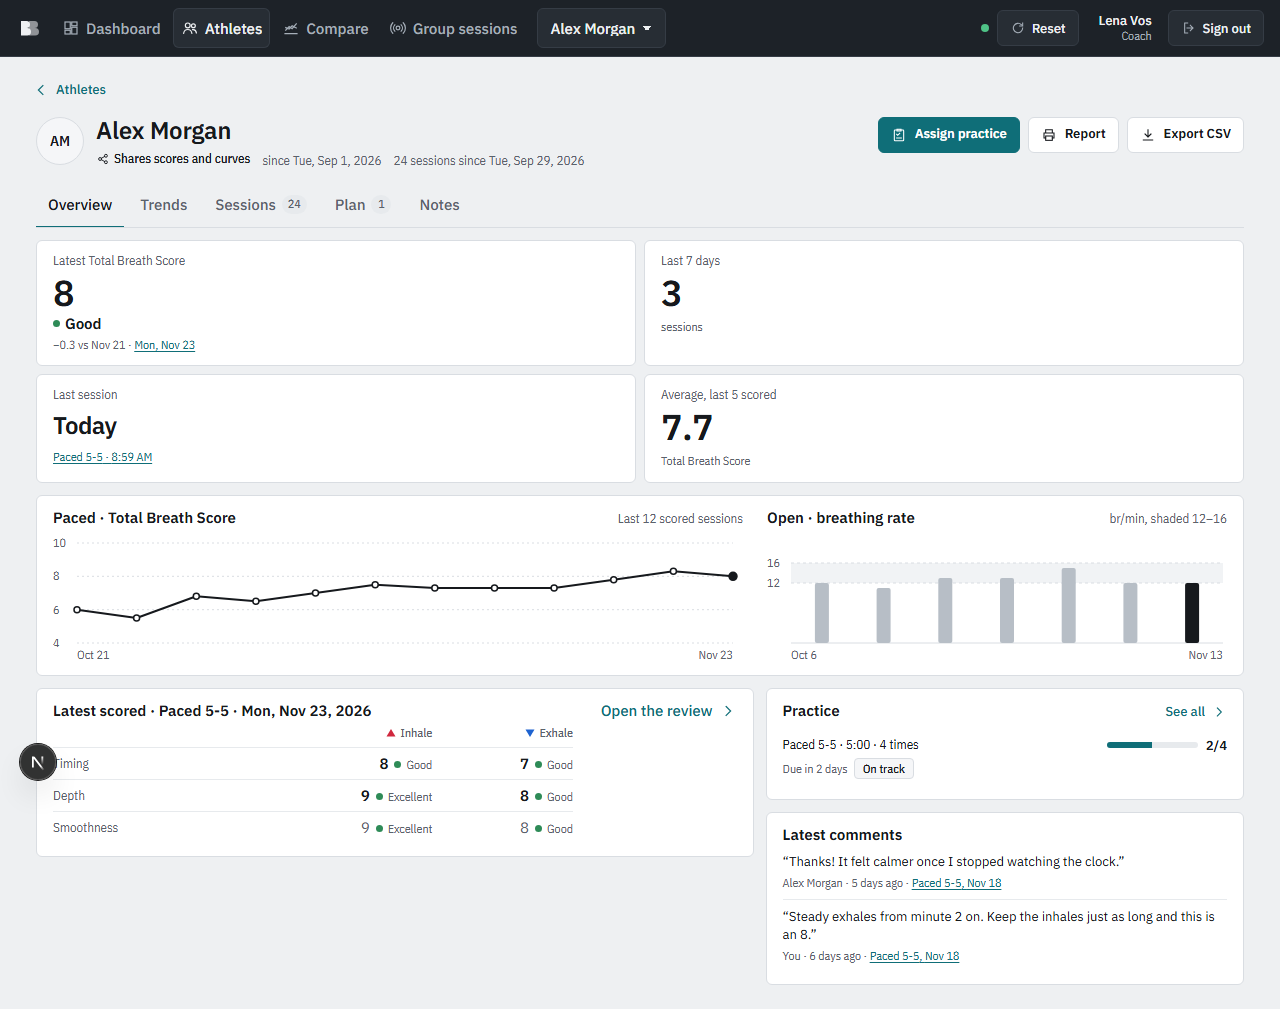 Dashboard
Athletes
Compare
Group sessions
Alex Morgan
Reset
Lena Vos
Coach
Sign out
Athletes
AM
Alex Morgan
Shares scores and curves
since Tue, Sep 1, 2026
24 sessions since Tue, Sep 29, 2026
Assign practice
Report
Export CSV
Overview
Trends
Sessions 24
Plan 1
Notes
Latest Total Breath Score
8
Good
−0.3 vs Nov 21 · Mon, Nov 23
Last 7 days
3
sessions
Last session
Today
Paced 5-5 · 8:59 AM
Average, last 5 scored
7.7
Total Breath Score
Paced · Total Breath Score
Last 12 scored sessions
10
8
6
4
Oct 21
Nov 23
Open · breathing rate
br/min, shaded 12–16
16
12
Oct 6
Nov 13
Latest scored · Paced 5-5 · Mon, Nov 23, 2026
Open the review
Inhale
Exhale
Timing
8 Good
7 Good
Depth
9 Excellent
8 Good
Smoothness
9 Excellent
8 Good
N
Practice
See all
Paced 5-5 · 5:00 · 4 times
2/4
Due in 2 days
On track
Latest comments
“Thanks! It felt calmer once I stopped watching the clock.”
Alex Morgan · 5 days ago · Paced 5-5, Nov 18
“Steady exhales from minute 2 on. Keep the inhales just as long and this is
an 8.”
You · 6 days ago · Paced 5-5, Nov 18